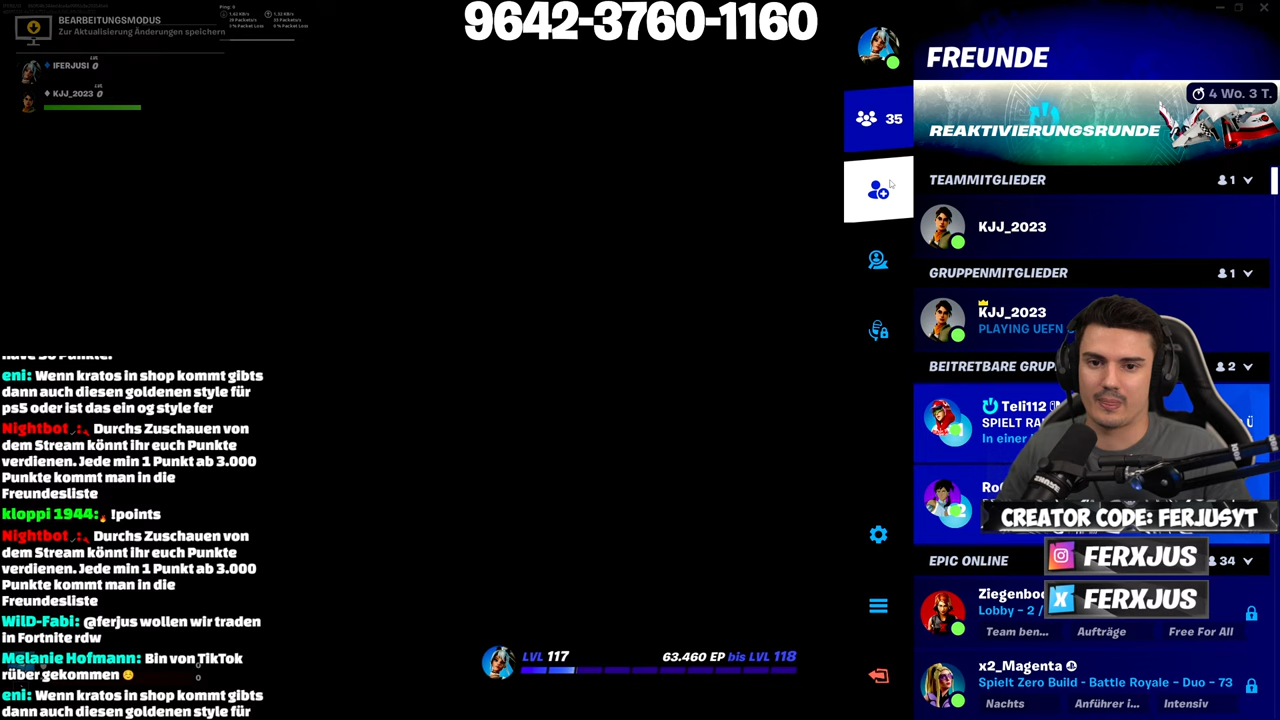 9642-3760-1160
BEARBEITUNGSMODUS
Zur Aktualisierung Änderungen speichern
IFERJUSI 0
KJJ_2023 0
have 50 Punkte!
eni: Wenn kratos in shop kommt gibts
dann auch diesen goldenen style für
ps5 oder ist das ein og style fer
Nightbot: Durchs Zuschauen von
dem Stream könnt ihr euch Punkte
verdienen. Jede min 1 Punkt ab 3.000
Punkte kommt man in die
Freundesliste
kloppi 1944: !points
Nightbot: Durchs Zuschauen von
dem Stream könnt ihr euch Punkte
verdienen. Jede min 1 Punkt ab 3.000
Punkte kommt man in die
Freundesliste
WilD-Fabi: @ferjus wollen wir traden
in Fortnite rdw
Melanie Hofmann: Bin von TikTok
rüber gekommen
eni: Wenn kratos in shop kommt gibts
dann auch diesen goldenen style für
LVL 117
63.460 EP bis LVL 118
35
FREUNDE
4 Wo. 3 T.
REAKTIVIERUNGSRUNDE
TEAMMITGLIEDER 1
KJJ_2023
GRUPPENMITGLIEDER 1
KJJ_2023
PLAYING UEFN
BEITRETBARE GRUP 2
Teli112
SPIELT RA
In einer
CREATOR CODE: FERJUSYT
FERXJUS
EPIC ONLINE 34
FERXJUS
Lobby - 2 /
Team ben...
Aufträge
Free For All
x2_Magenta
Spielt Zero Build - Battle Royale - Duo - 73
Nachts
Anführer i...
Intensiv